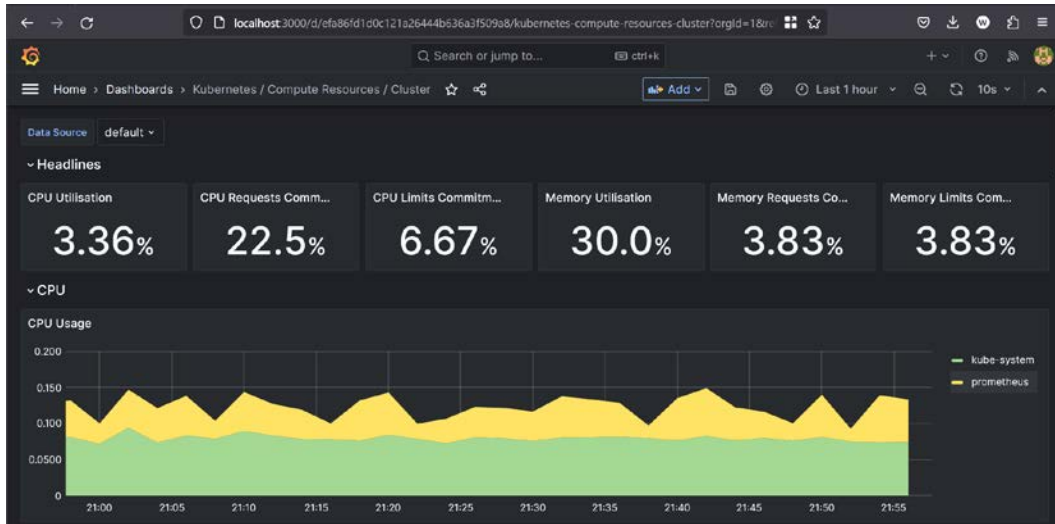 localhost:3000/d/efa86fd1d0c121a26444b636a3f509a8/kubernetes-compute-resources-cluster?orgId=1&re
Search or jump to... ctrl+k
Home › Dashboards › Kubernetes / Compute Resources / Cluster Add Last 1 hour 10s
Data Source default
Headlines
CPU Utilisation CPU Requests Comm... CPU Limits Commitm... Memory Utilisation Memory Requests Co... Memory Limits Com...
3.36% 22.5% 6.67% 30.0% 3.83% 3.83%
CPU
CPU Usage
0.200
kube-system
0.150
prometheus
0.100
0.0500
0
21:00 21:05 21:10 21:15 21:20 21:25 21:30 21:35 21:40 21:45 21:50 21:55